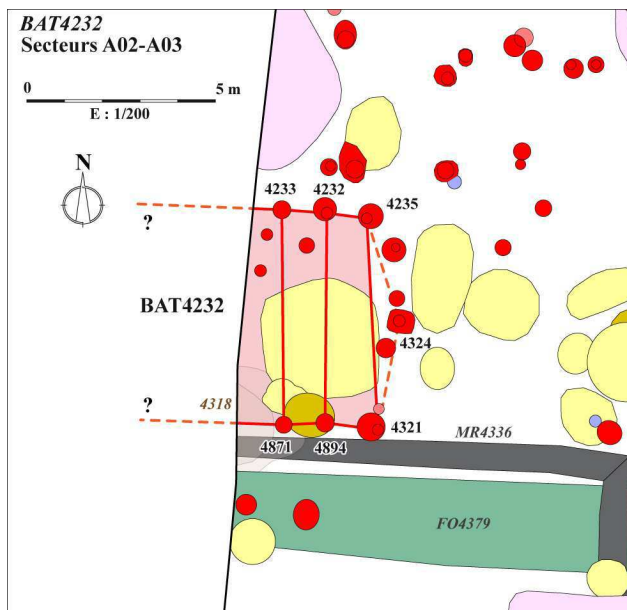 BAT4232
Secteurs A02-A03
0 5 m
E : 1/200
N
4233 4232 4235
?
BAT4232
4324
? 4318
4871 4894 4321
MR4336
FO4379